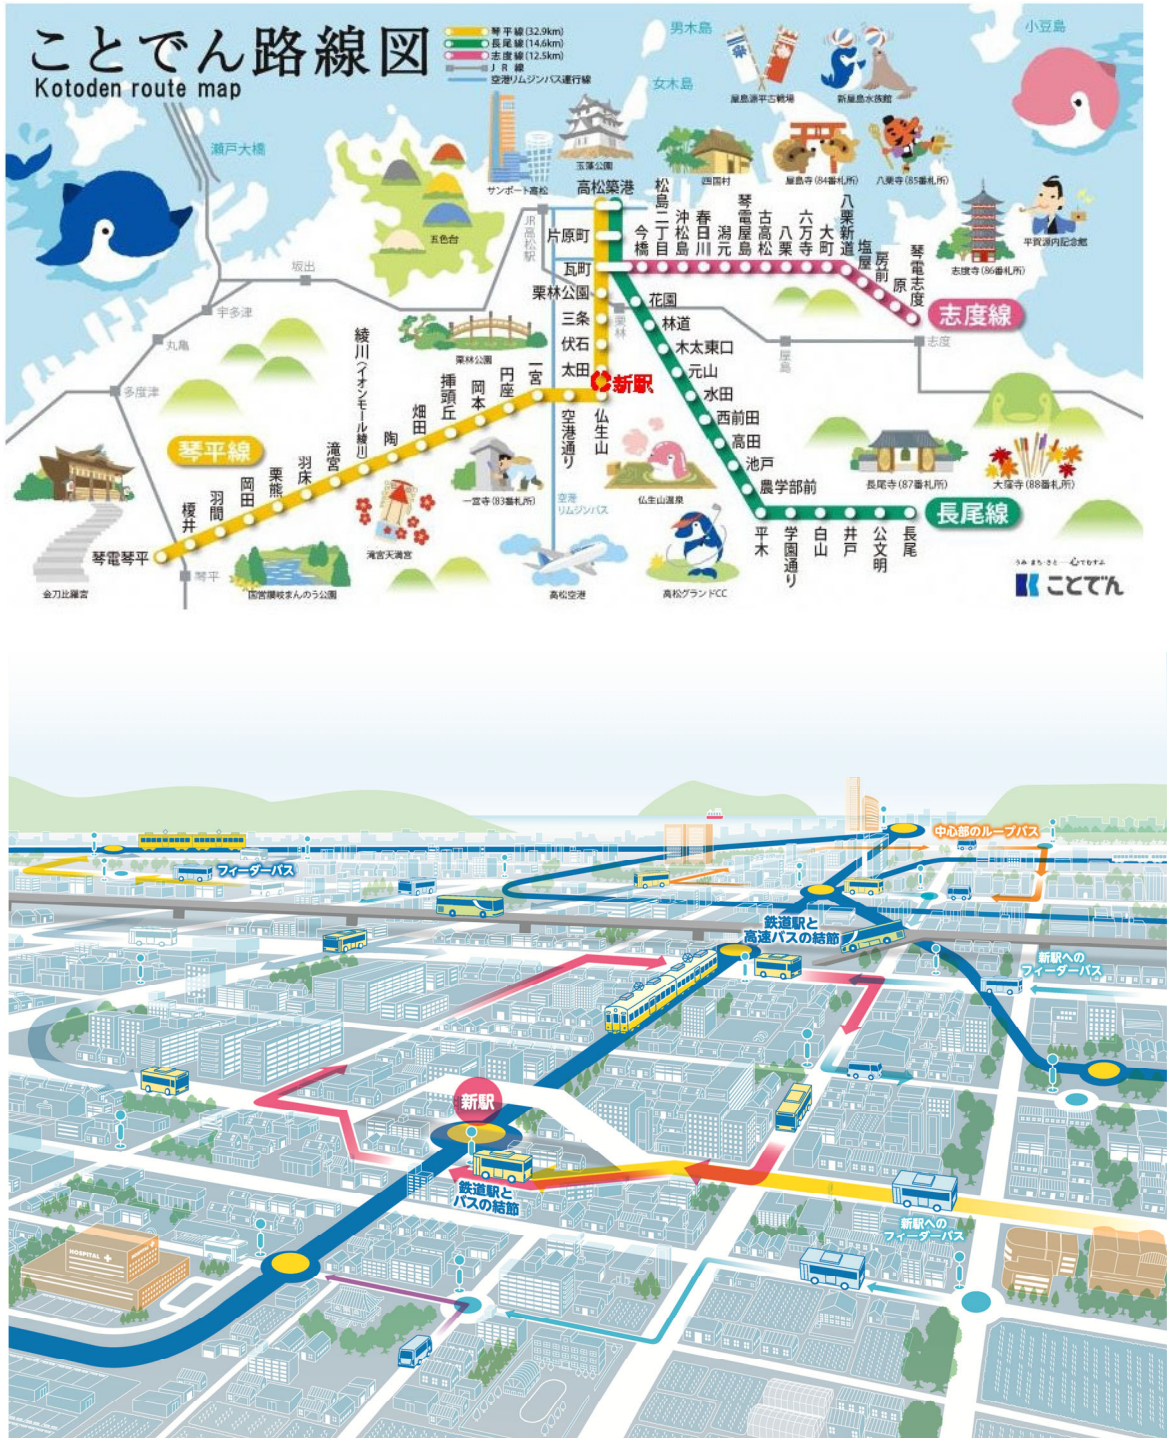 ことでん路線図
Kotoden route map
琴平線(32.9km)
長尾線(14.6km)
志度線(12.5km)
JR線
空港リムジンバス運行線
男木島
女木島
小豆島
瀬戸大橋
屋島源平古戦場
新屋島水族館
サンポート高松
玉藻公園
四国村
屋島寺(84番札所)
八栗寺(85番札所)
志度寺(86番札所)
平賀源内記念館
五色台
JR高松駅
高松築港
片原町
瓦町
栗林公園
三条
伏石
太田
新駅
仏生山
空港通り
一宮
円座
岡本
挿頭丘
畑田
陶
綾川(イオンモール綾川)
滝宮
羽床
栗熊
岡田
羽間
榎井
琴電琴平
琴平線
今橋
松島二丁目
沖松島
春日川
潟元
琴電屋島
古高松
八栗
六万寺
大町
八栗新道
塩屋
房前
原
琴電志度
志度線
花園
林道
木太東口
元山
水田
西前田
高田
池戸
農学部前
平木
学園通り
白山
井戸
公文明
長尾
長尾線
坂出
宇多津
丸亀
多度津
琴平
栗林
屋島
志度
栗林公園
金刀比羅宮
国営讃岐まんのう公園
滝宮天満宮
一宮寺(83番札所)
空港
リムジンバス
高松空港
仏生山温泉
高松グランドCC
長尾寺(87番札所)
大窪寺(88番札所)
うみ まち・さと 心でむすぶ
ことでん
中心部のループバス
フィーダーバス
鉄道駅と
高速バスの結節
新駅への
フィーダーバス
新駅
鉄道駅と
バスの結節
新駅への
フィーダーバス
HOSPITAL